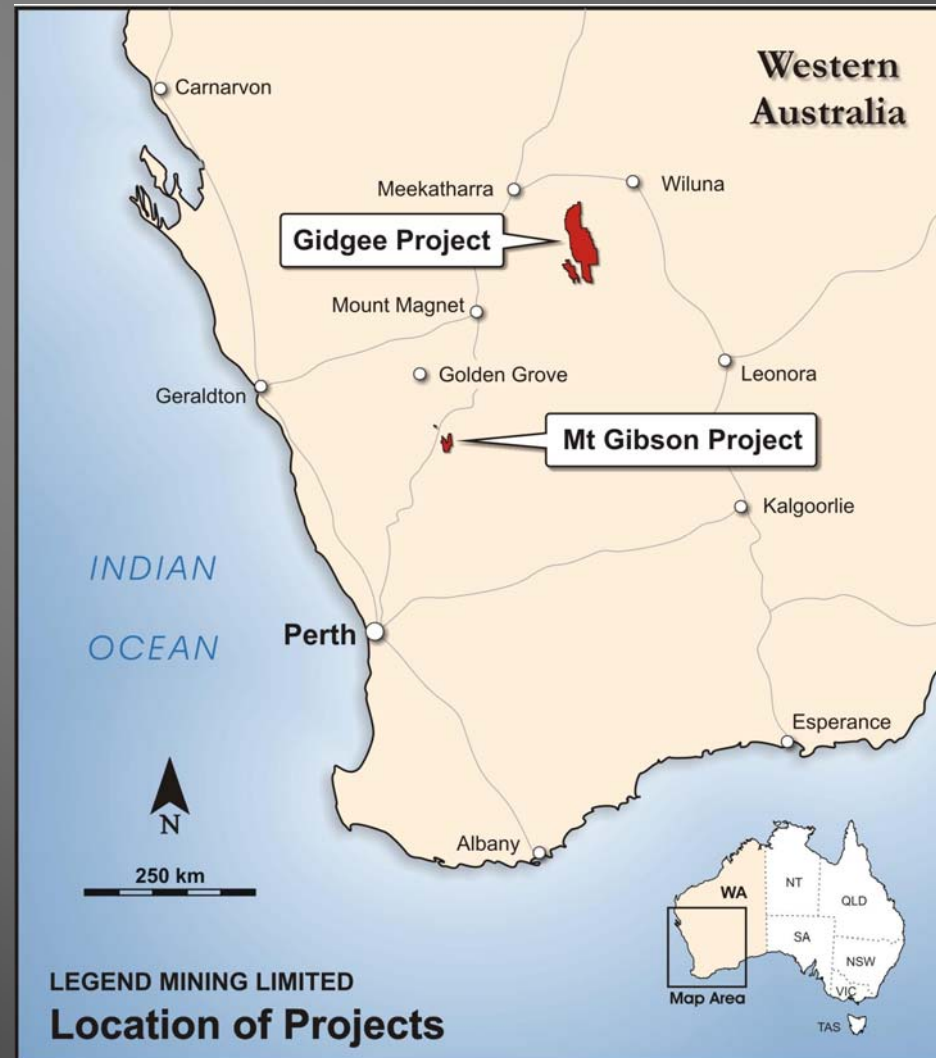 Western
Australia
Carnarvon
Meekatharra
Wiluna
Gidgee Project
Mount Magnet
Golden Grove
Leonora
Geraldton
Mt Gibson Project
Kalgoorlie
INDIAN
OCEAN
Perth
Esperance
N
Albany
250 km
WA
NT
QLD
SA
NSW
VIC
Map Area
TAS
LEGEND MINING LIMITED
Location of Projects